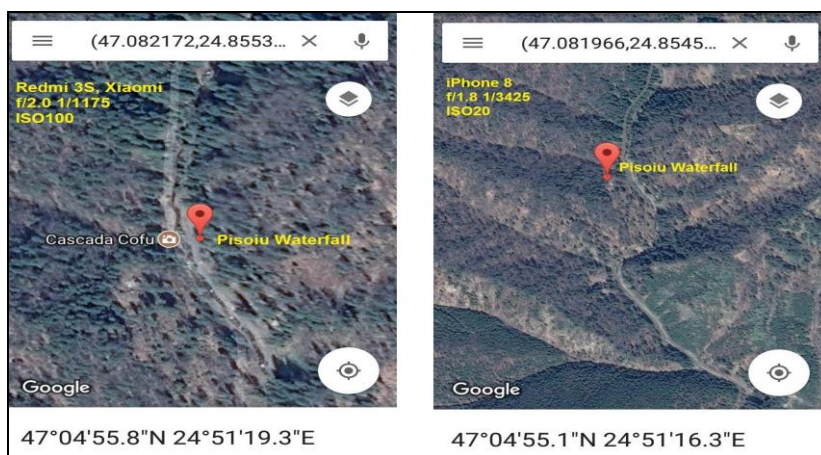 (47.082172,24.8553...
Redmi 3S, Xiaomi
f/2.0 1/1175
ISO100
Cascada Cofu
Pisoiu Waterfall
Google
47°04'55.8"N 24°51'19.3"E
(47.081966,24.8545...
iPhone 8
f/1.8 1/3425
ISO20
Pisoiu Waterfall
Google
47°04'55.1"N 24°51'16.3"E